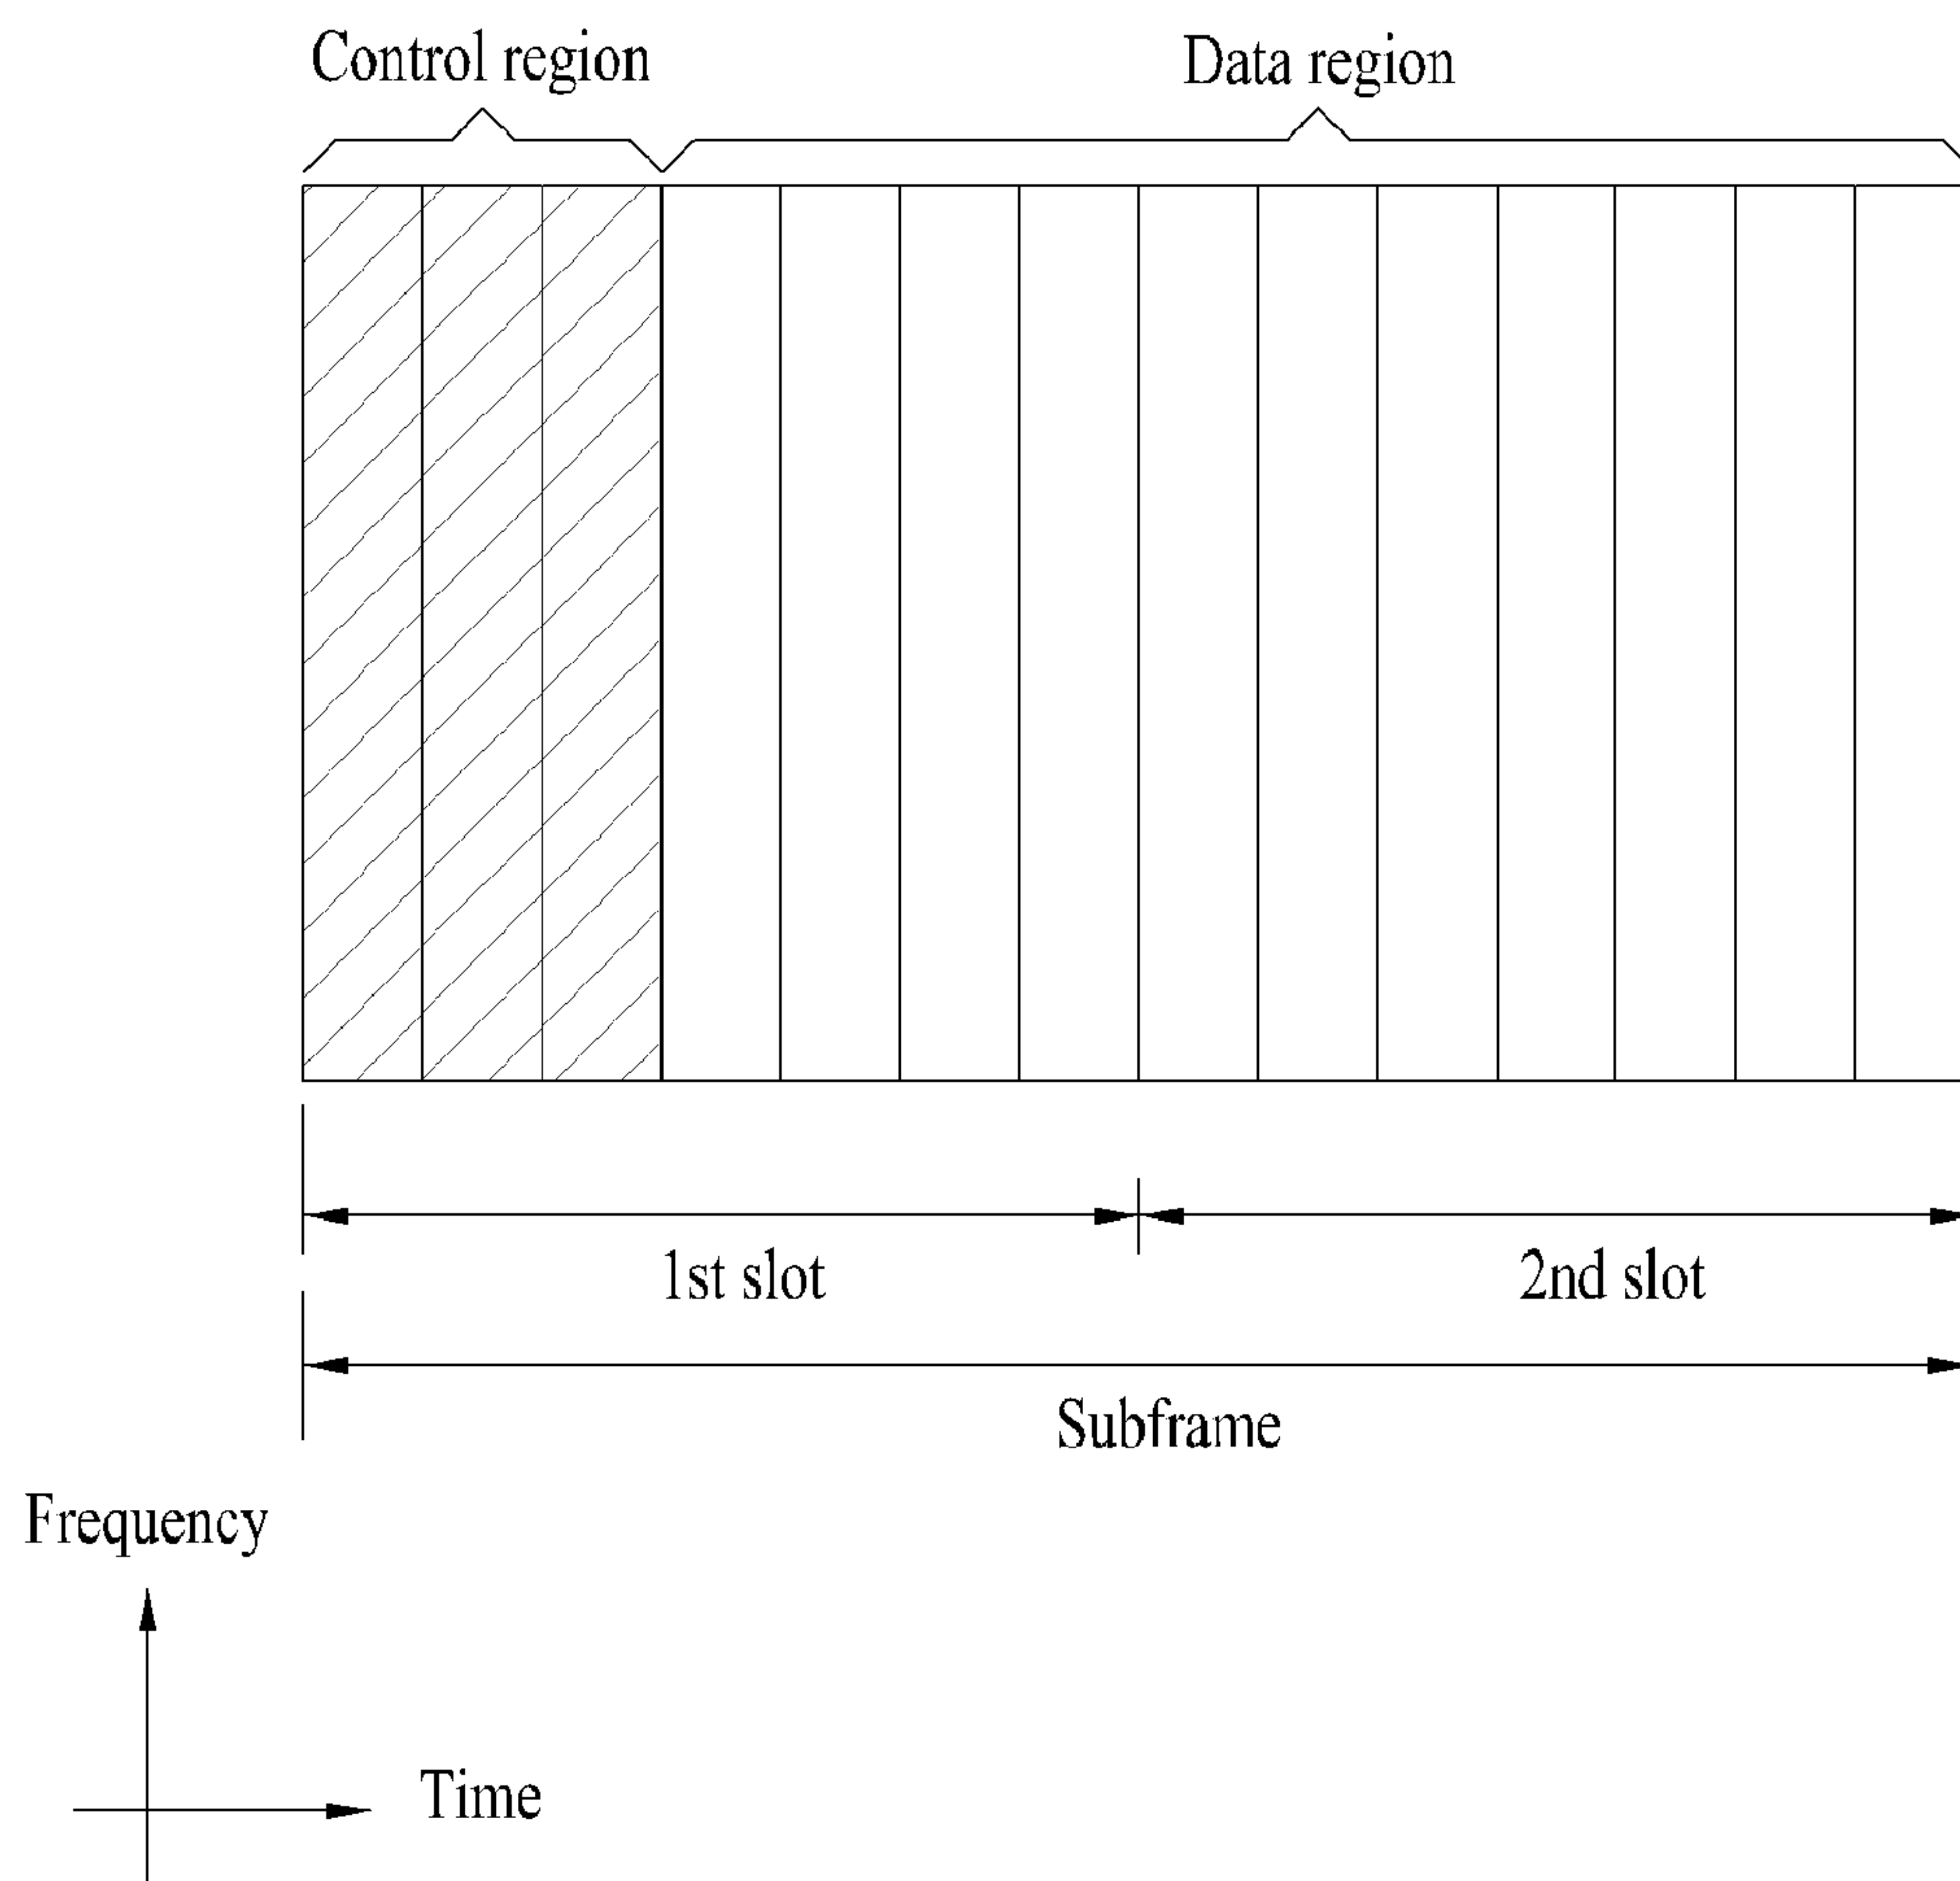 Control region
Data region
1st slot
2nd slot
Subframe
Frequency
Time